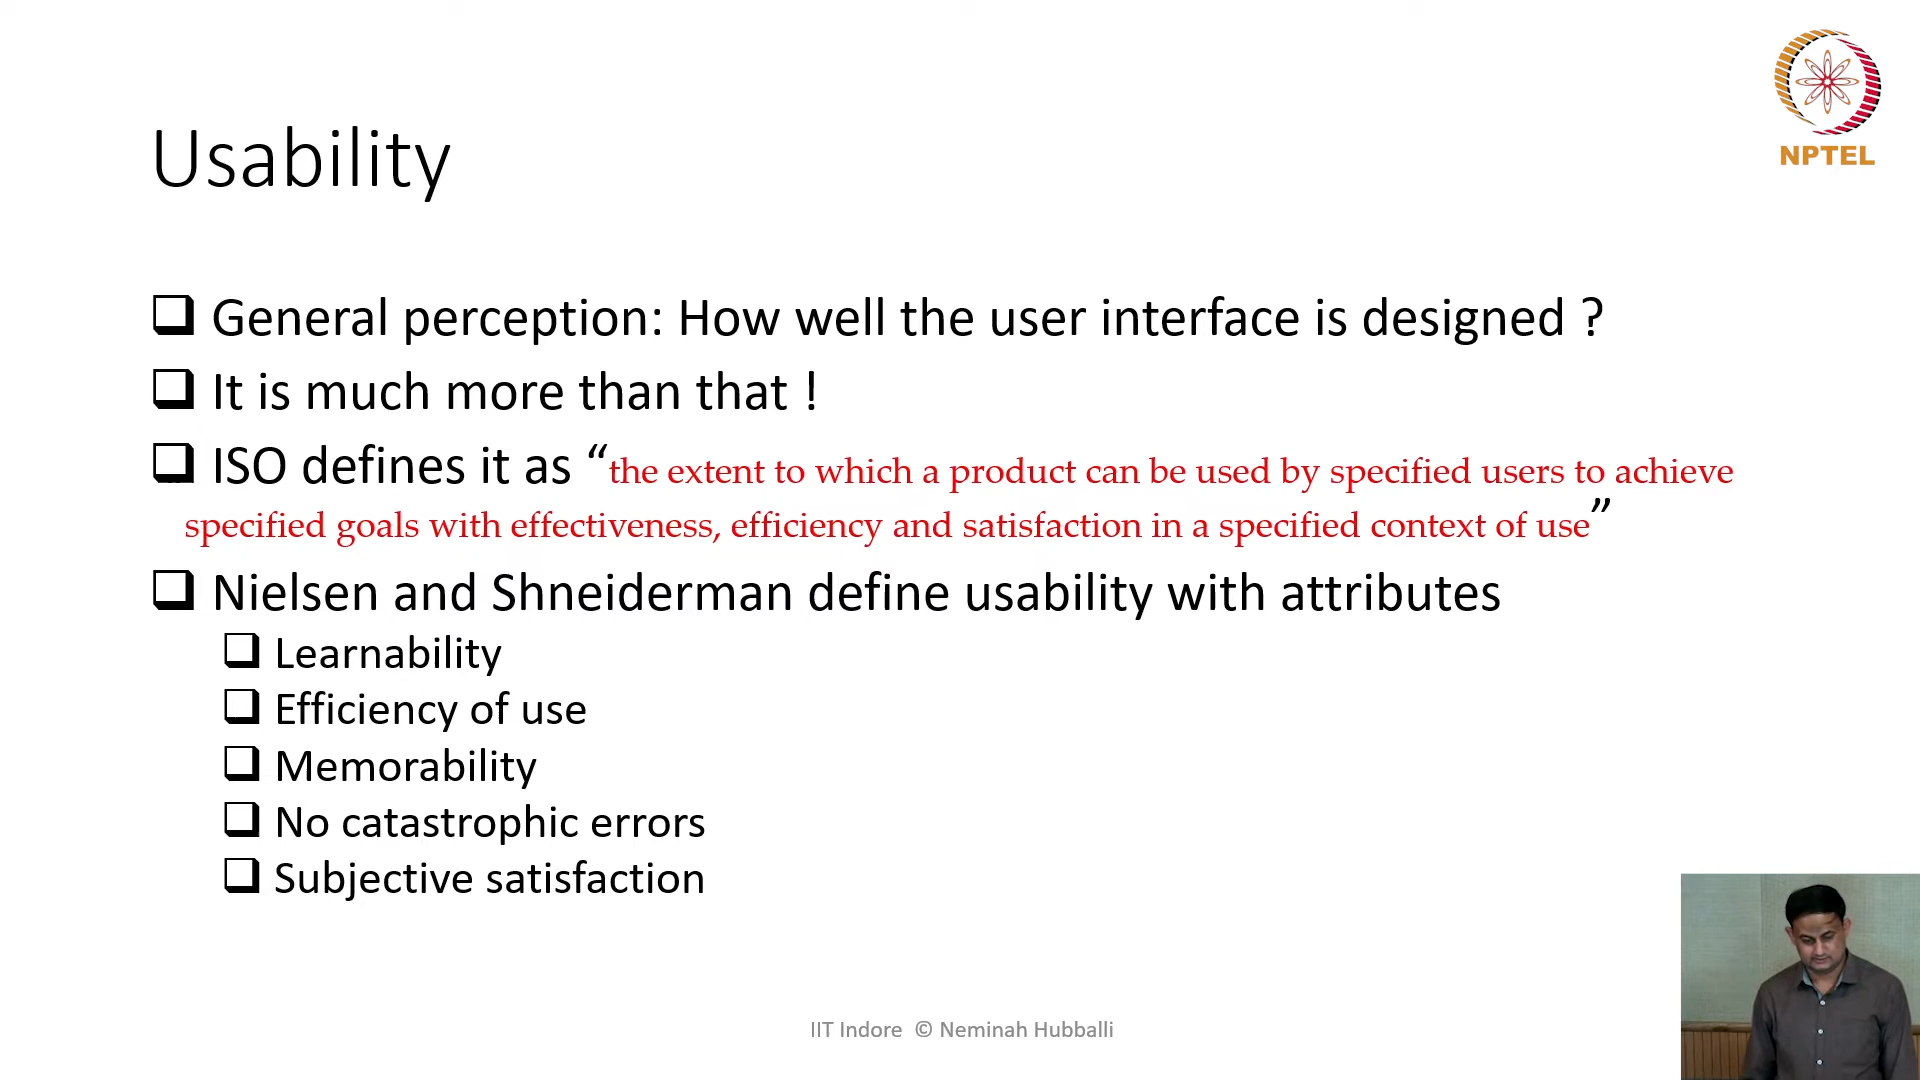 NPTEL
Usability
General perception: How well the user interface is designed ?
It is much more than that !
ISO defines it as “the extent to which a product can be used by specified users to achieve
specified goals with effectiveness, efficiency and satisfaction in a specified context of use”
Nielsen and Shneiderman define usability with attributes
Learnability
Efficiency of use
Memorability
No catastrophic errors
Subjective satisfaction
IIT Indore © Neminah Hubballi